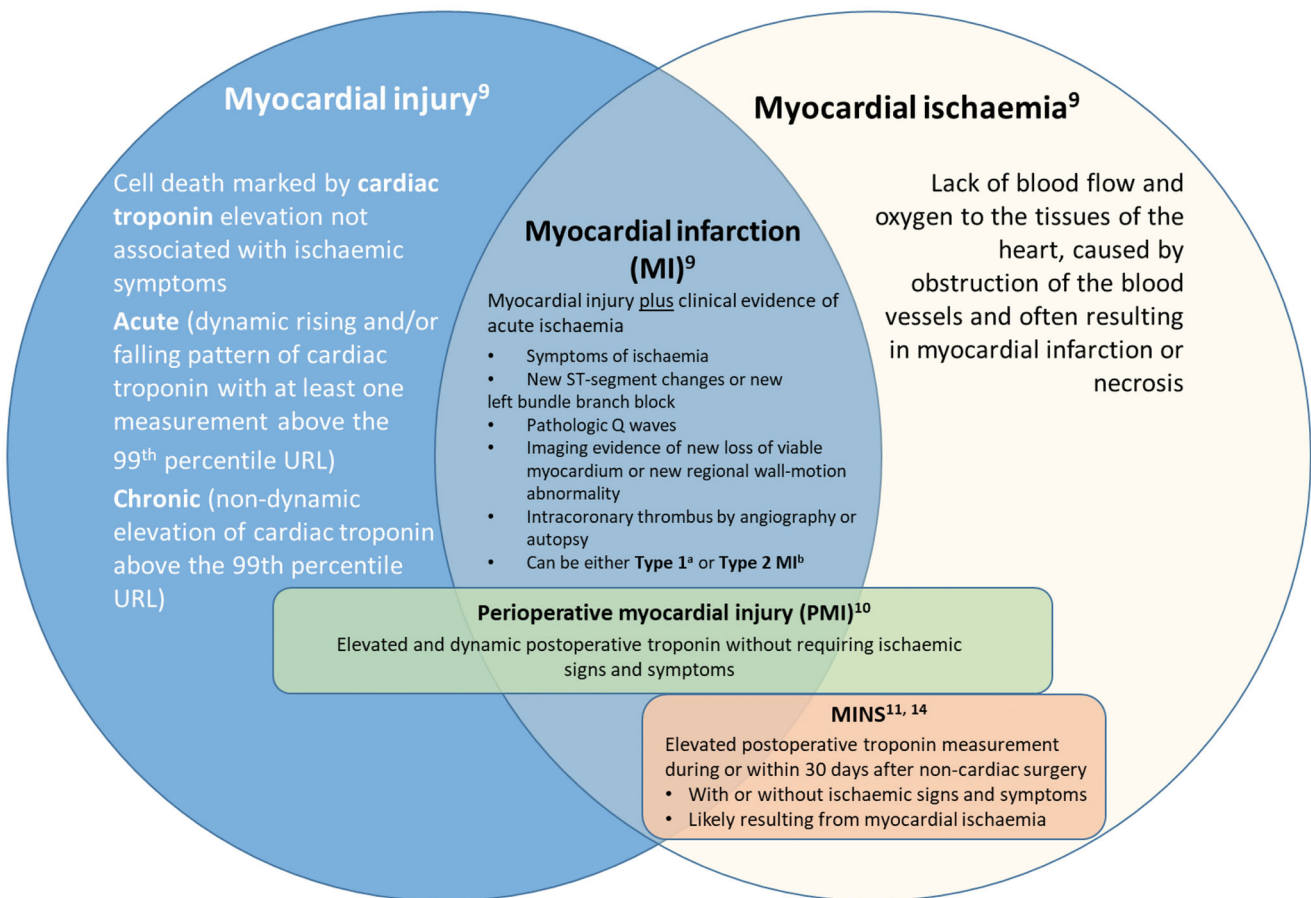 Myocardial injury⁹
Cell death marked by cardiac
troponin elevation not
associated with ischaemic
symptoms
Acute (dynamic rising and/or
falling pattern of cardiac
troponin with at least one
measurement above the
99ᵗʰ percentile URL)
Chronic (non-dynamic
elevation of cardiac troponin
above the 99th percentile
URL)
Myocardial infarction
(MI)⁹
Myocardial injury plus clinical evidence of
acute ischaemia
• Symptoms of ischaemia
• New ST-segment changes or new
left bundle branch block
• Pathologic Q waves
• Imaging evidence of new loss of viable
myocardium or new regional wall-motion
abnormality
• Intracoronary thrombus by angiography or
autopsy
• Can be either Type 1ᵃ or Type 2 MIᵇ
Myocardial ischaemia⁹
Lack of blood flow and
oxygen to the tissues of the
heart, caused by
obstruction of the blood
vessels and often resulting
in myocardial infarction or
necrosis
Perioperative myocardial injury (PMI)¹⁰
Elevated and dynamic postoperative troponin without requiring ischaemic
signs and symptoms
MINS¹¹, ¹⁴
Elevated postoperative troponin measurement
during or within 30 days after non-cardiac surgery
• With or without ischaemic signs and symptoms
• Likely resulting from myocardial ischaemia